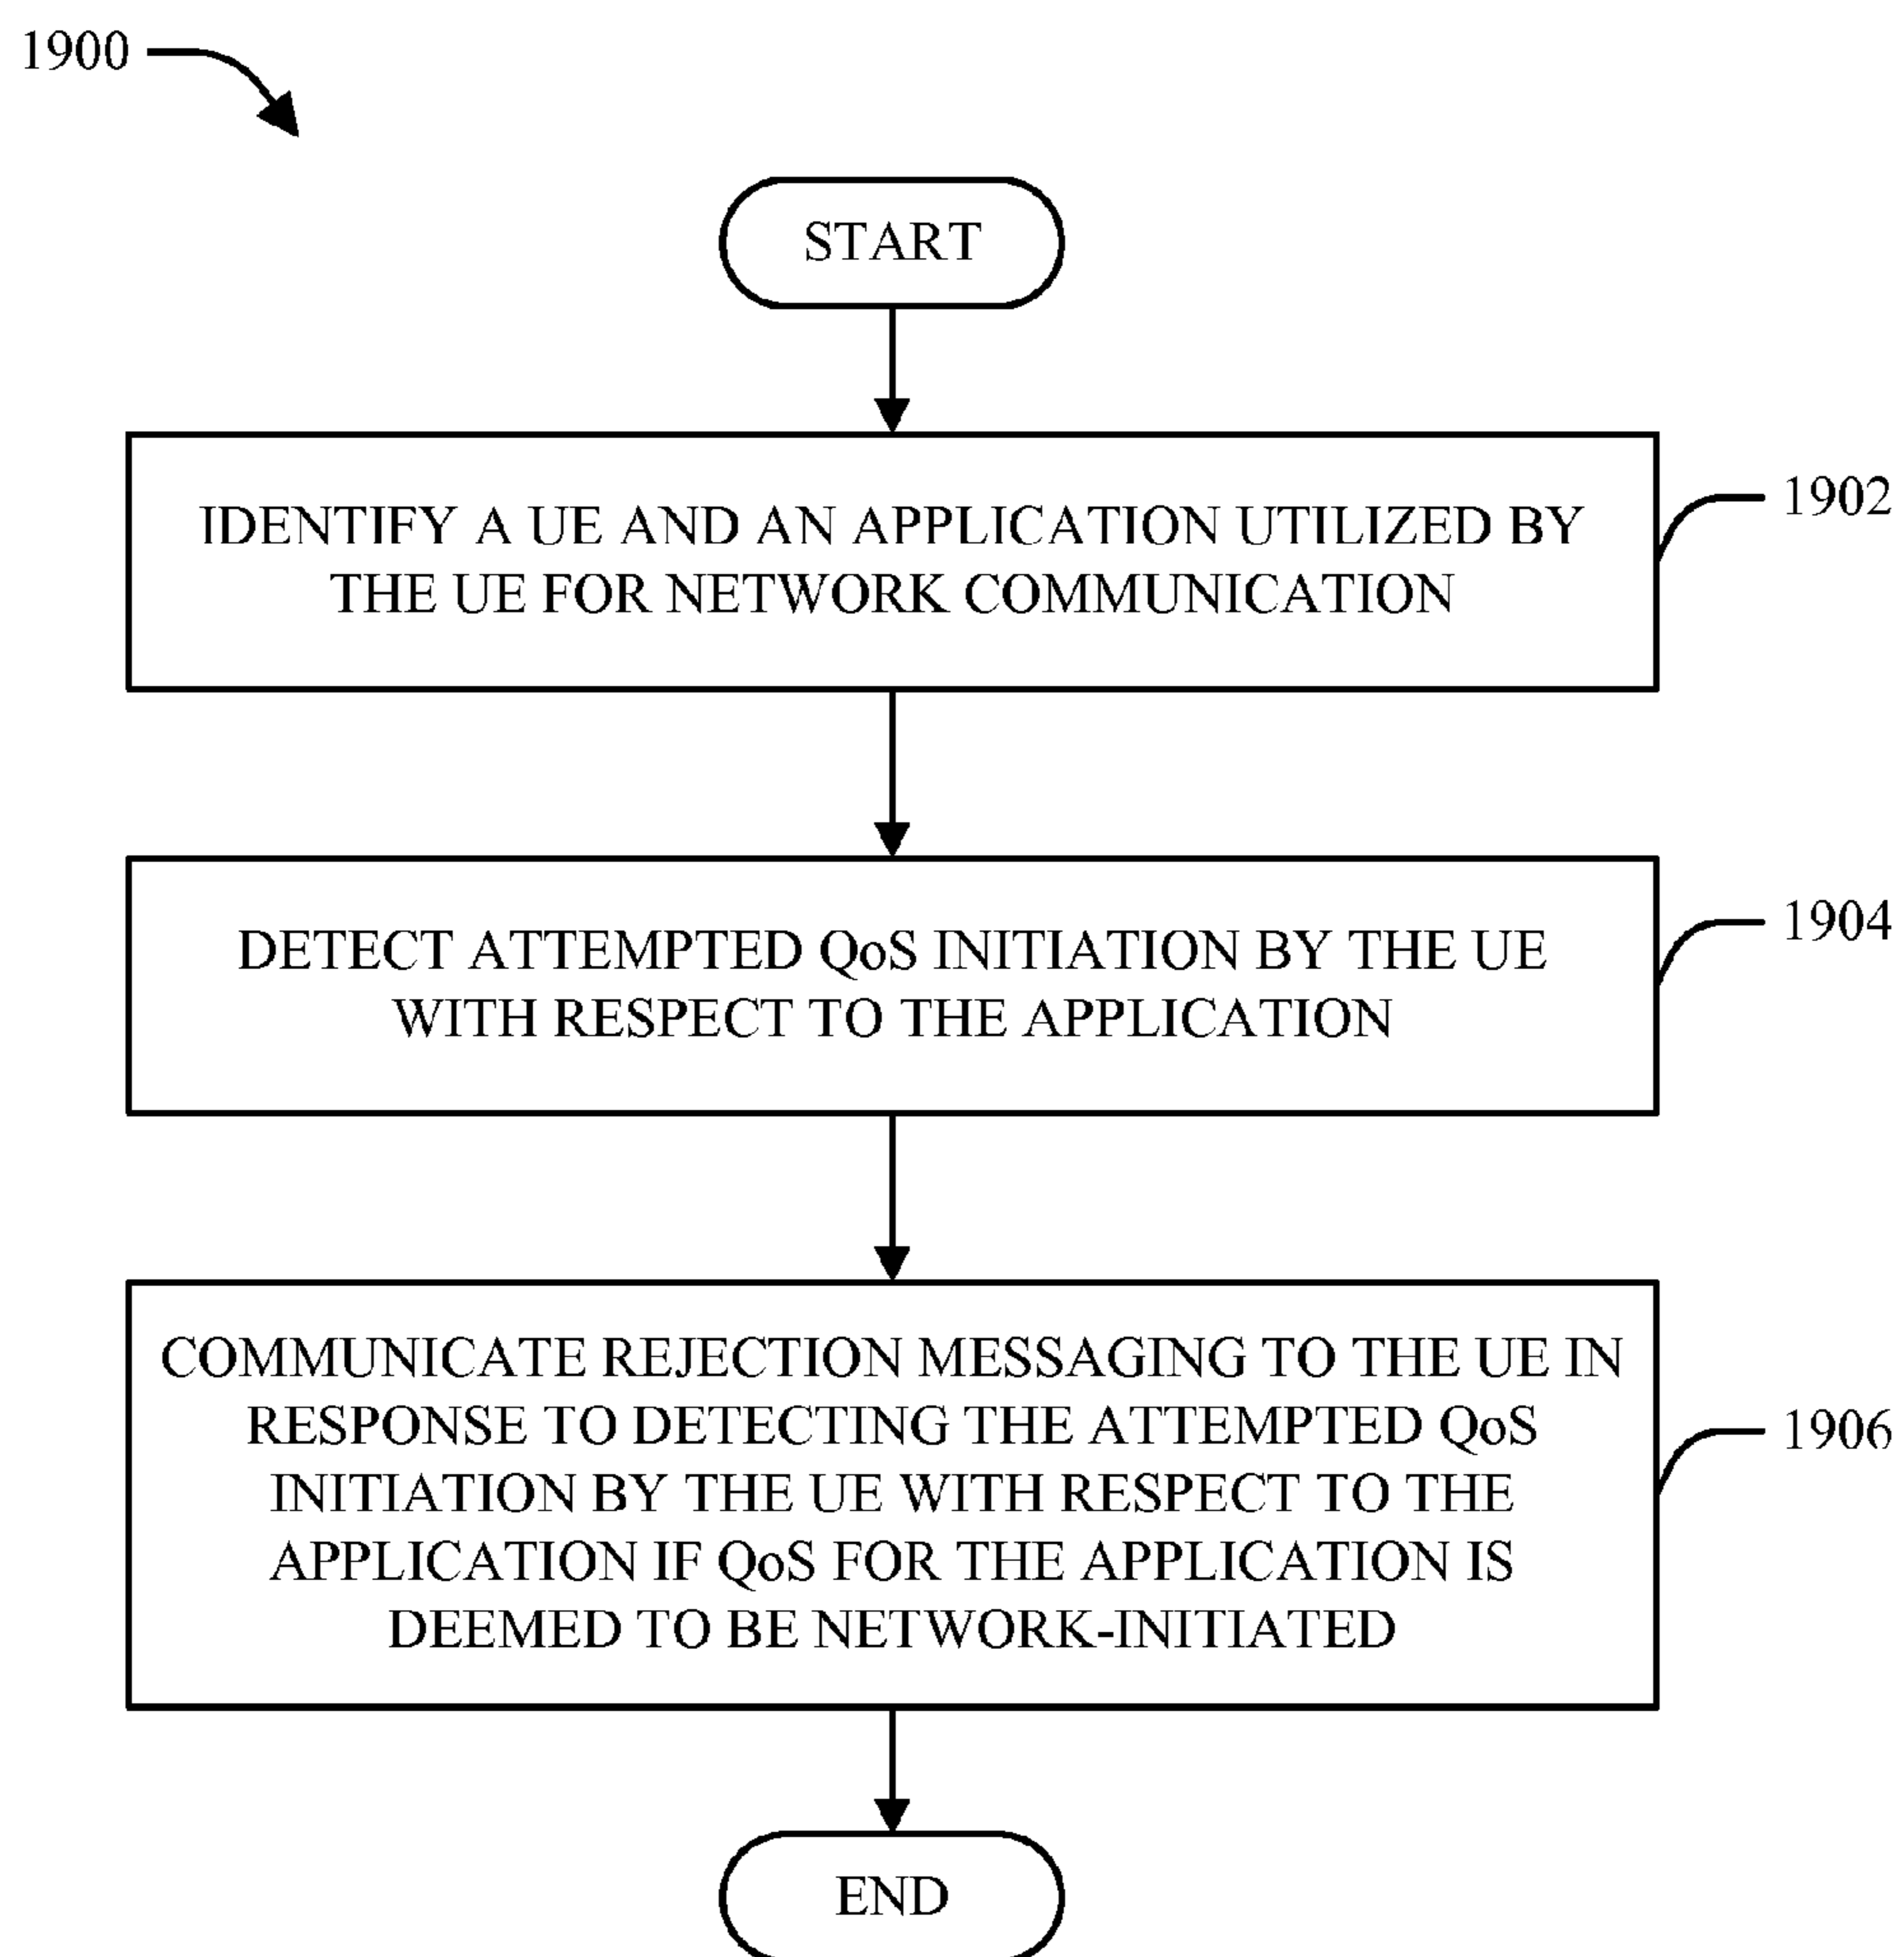 1900
START
IDENTIFY A UE AND AN APPLICATION UTILIZED BY
THE UE FOR NETWORK COMMUNICATION
1902
DETECT ATTEMPTED QoS INITIATION BY THE UE
WITH RESPECT TO THE APPLICATION
1904
COMMUNICATE REJECTION MESSAGING TO THE UE IN
RESPONSE TO DETECTING THE ATTEMPTED QoS
INITIATION BY THE UE WITH RESPECT TO THE
APPLICATION IF QoS FOR THE APPLICATION IS
DEEMED TO BE NETWORK-INITIATED
1906
END